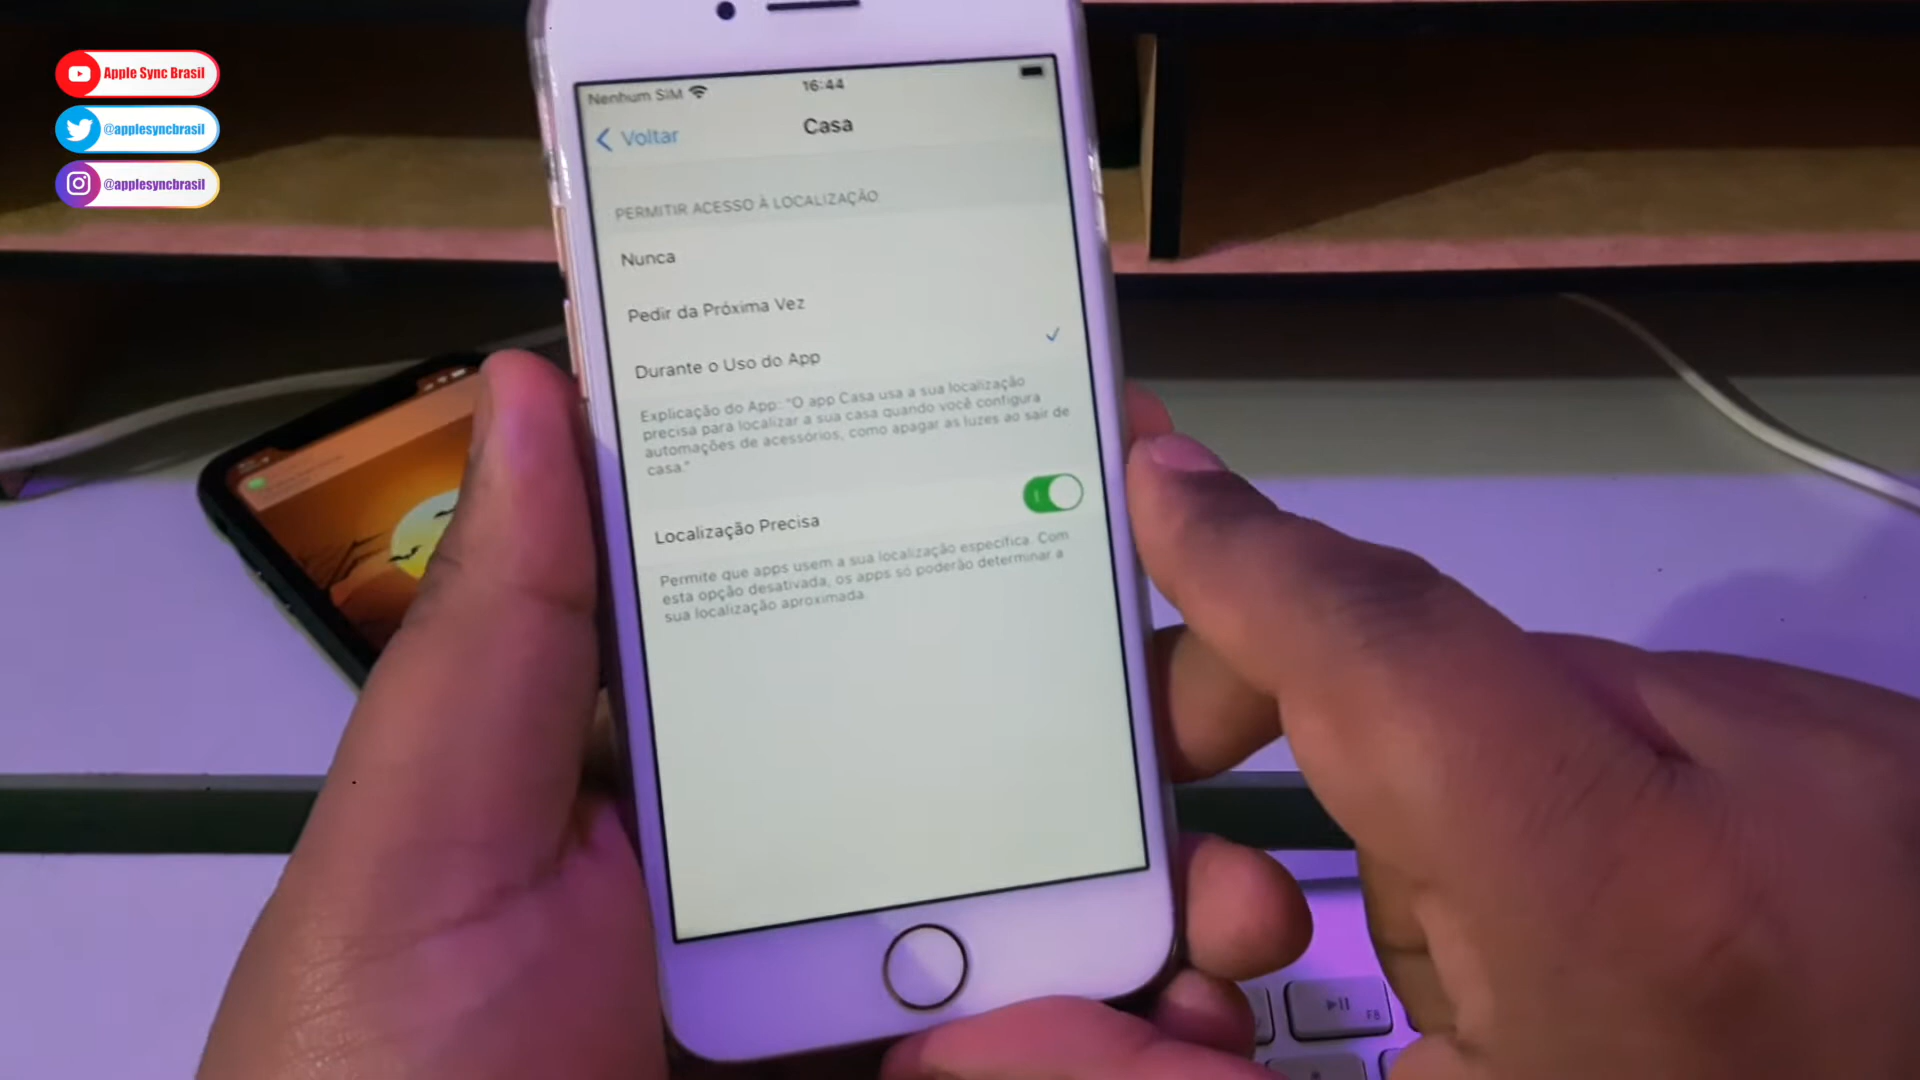 Apple Sync Brasil
@applesyncbrasil
@applesyncbrasil
Nenhum SIM
16:44
Voltar
Casa
PERMITIR ACESSO À LOCALIZAÇÃO
Nunca
Pedir da Próxima Vez
Durante o Uso do App
Explicação do App: "O app Casa usa a sua localização
precisa para localizar a sua casa quando você configura
automações de acessórios, como apagar as luzes ao sair de
casa."
Localização Precisa
Permite que apps usem a sua localização específica. Com
esta opção desativada, os apps só poderão determinar a
sua localização aproximada.
F8